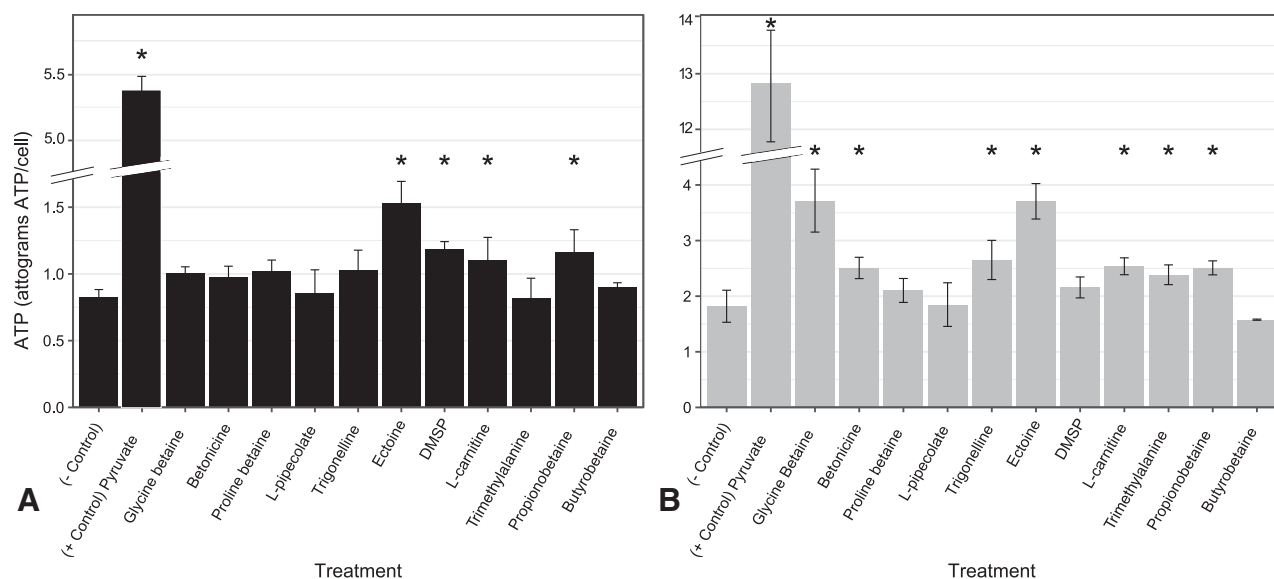 ATP (attograms ATP/cell)
5.5
5.0
1.5
1.0
0.5
0.0
*
*
*
*
*
(- Control)
(+ Control) Pyruvate
Glycine betaine
Betonicine
Proline betaine
L-pipecolate
Trigonelline
Ectoine
DMSP
L-carnitine
Trimethylalanine
Propionobetaine
Butyrobetaine
A
Treatment
14
13
12
4
3
2
1
0
*
*
*
*
*
*
*
*
(- Control)
(+ Control) Pyruvate
Glycine Betaine
Betonicine
Proline betaine
L-pipecolate
Trigonelline
Ectoine
DMSP
L-carnitine
Trimethylalanine
Propionobetaine
Butyrobetaine
B
Treatment